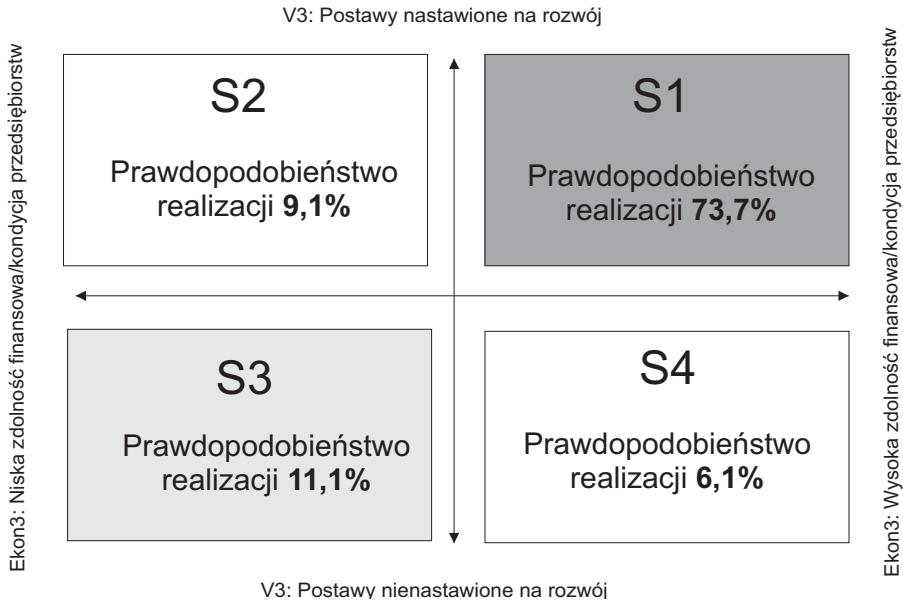 V3: Postawy nastawione na rozwój
Ekon3: Niska zdolność finansowa/kondycja przedsiębiorstw
S2
Prawdopodobieństwo
realizacji 9,1%
S1
Prawdopodobieństwo
realizacji 73,7%
S3
Prawdopodobieństwo
realizacji 11,1%
S4
Prawdopodobieństwo
realizacji 6,1%
Ekon3: Wysoka zdolność finansowa/kondycja przedsiębiorstw
V3: Postawy nienastawione na rozwój